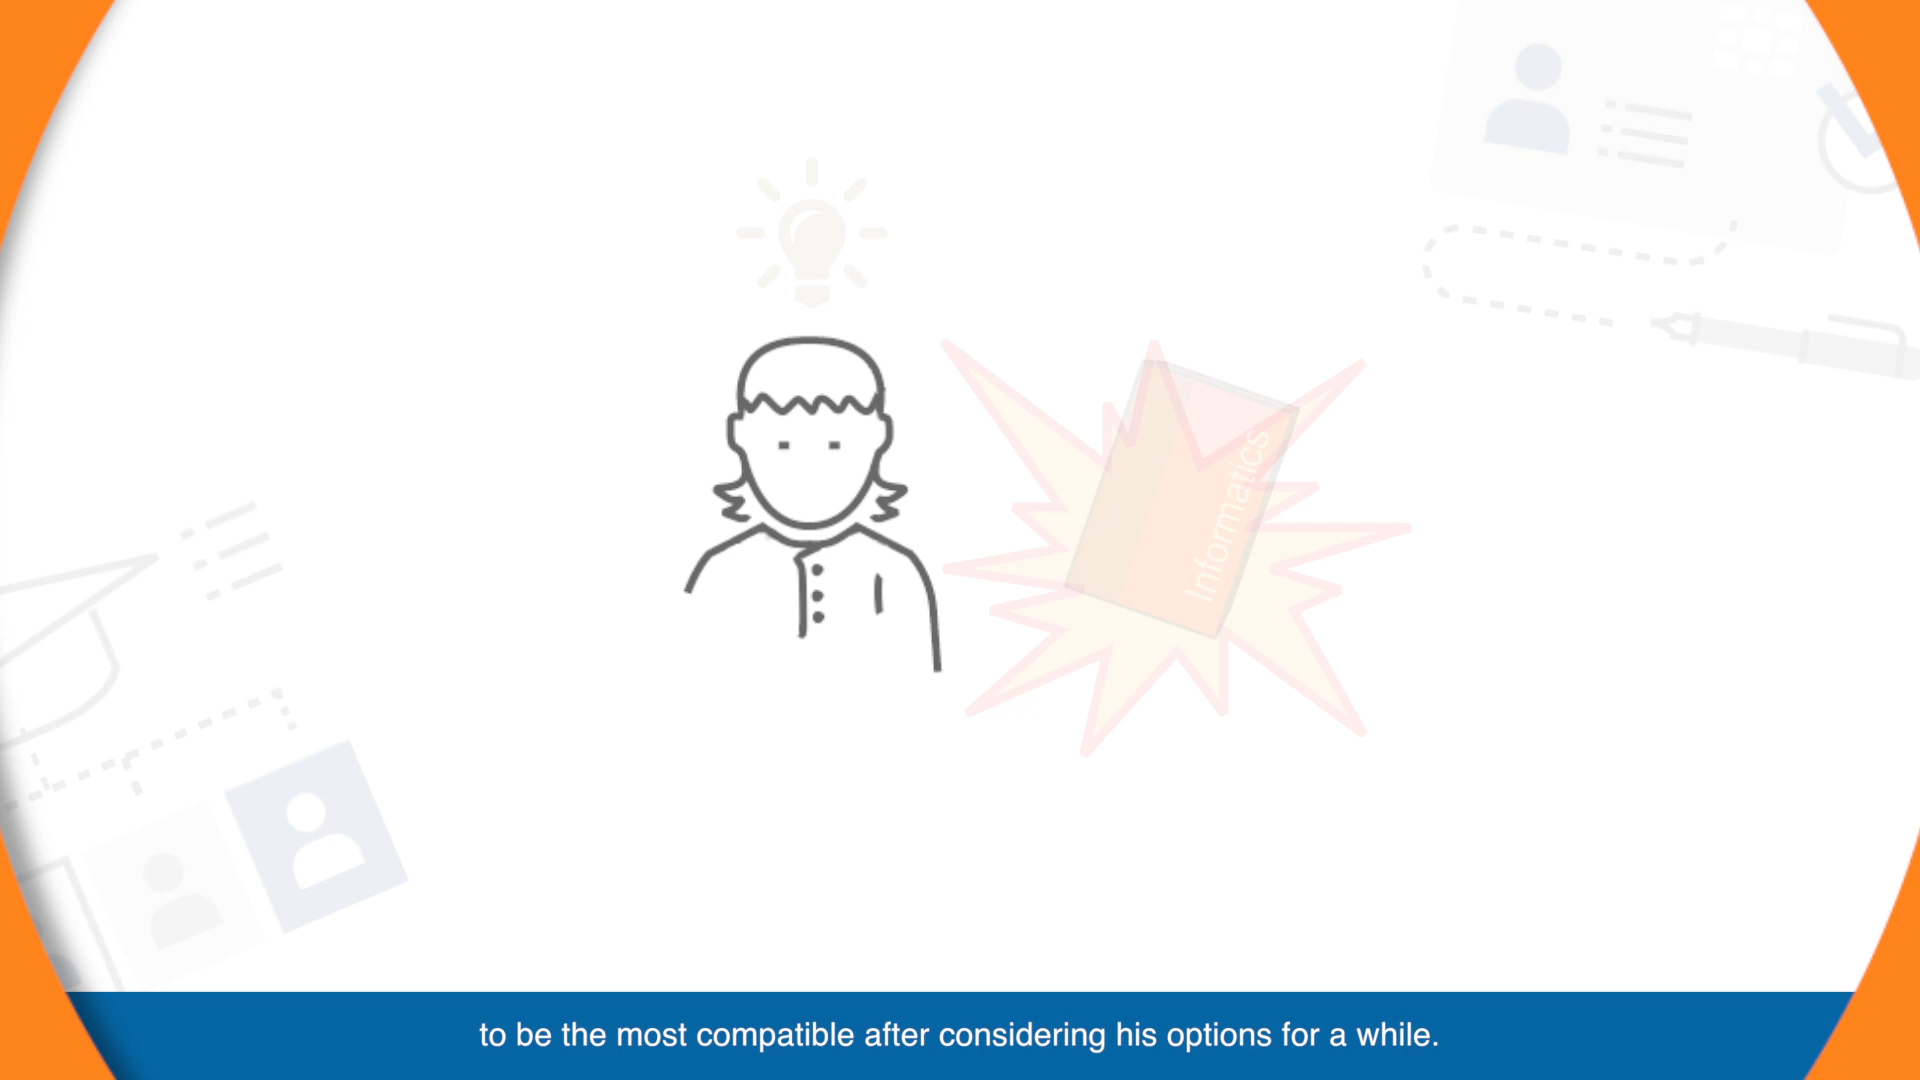 Informatics
to be the most compatible after considering his options for a while.